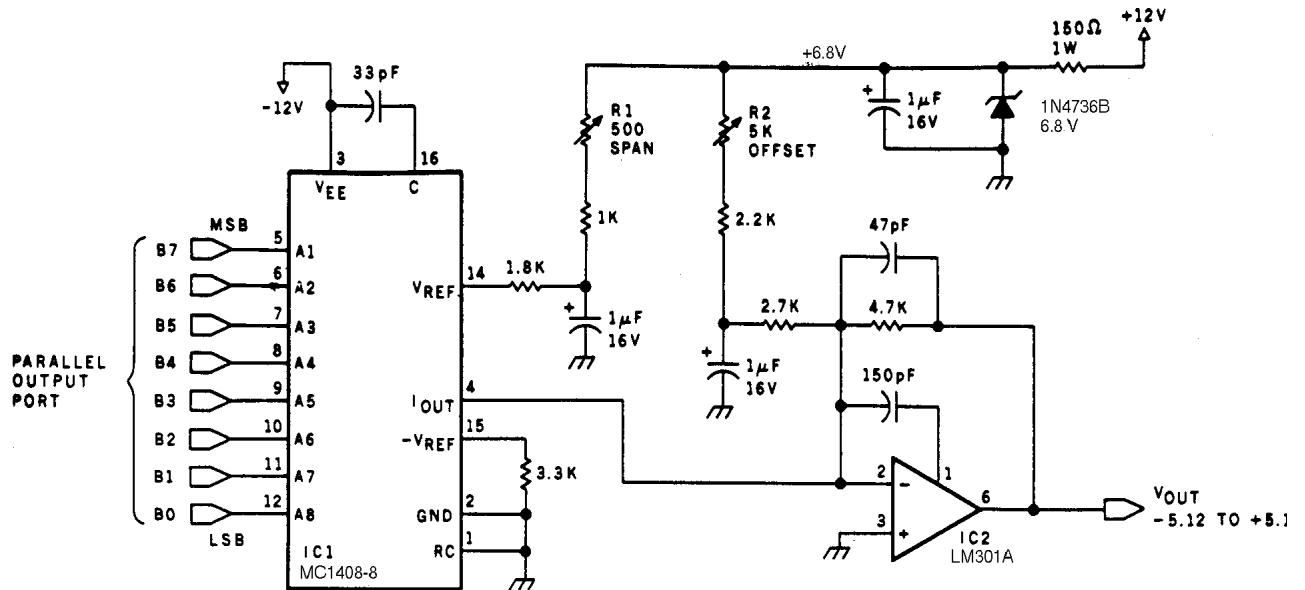 +12V
150Ω
1W
+6.8V
33pF
-12V
R1
500
SPAN
R2
5K
OFFSET
1µF
16V
1N4736B
6.8 V
3
16
VEE
C
1K
2.2K
47pF
MSB
B7
5
A1
B6
6
A2
14
VREF
1.8K
B5
7
A3
1µF
16V
2.7K
4.7K
PARALLEL
OUTPUT
PORT
B4
8
A4
1µF
16V
150pF
B3
9
A5
4
IOUT
B2
10
A6
15
-VREF
B1
11
A7
3.3K
2
-
1
6
VOUT
-5.12 TO +5.1
B0
12
A8
LSB
2
GND
3
+
IC2
LM301A
1
RC
IC1
MC1408-8